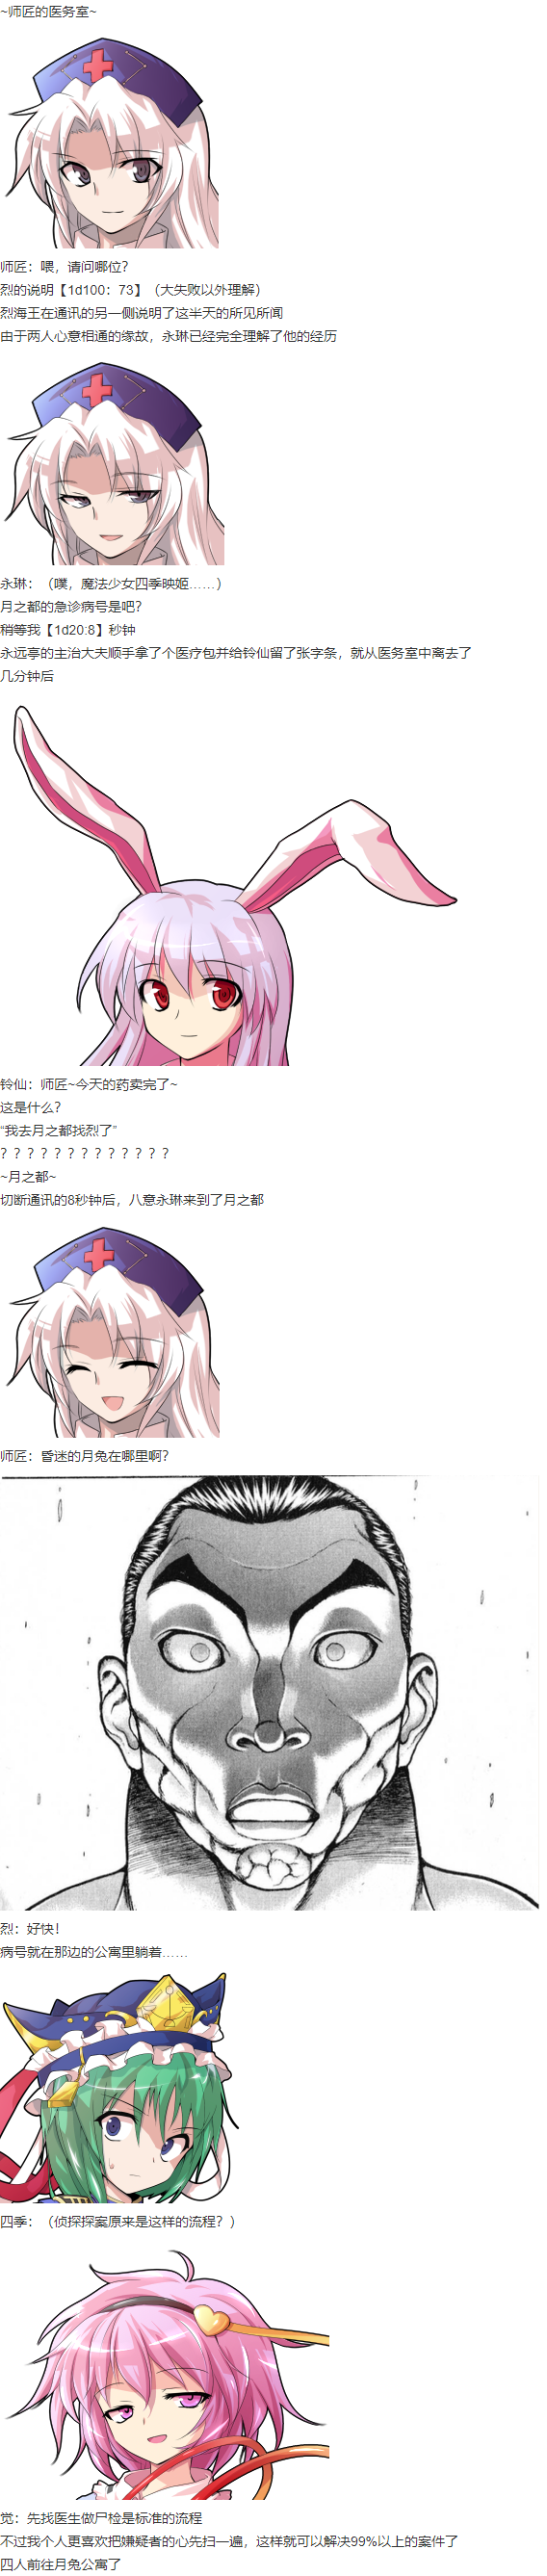 ~师匠的医务室~
师匠：喂，请问哪位？
烈的说明【1d100：73】（大失败以外理解）
烈海王在通讯的另一侧说明了这半天的所见所闻
由于两人心意相通的缘故，永琳已经完全理解了他的经历
永琳：（噗，魔法少女四季映姬……）
月之都的急诊病号是吧？
稍等我【1d20:8】秒钟
永远亭的主治大夫顺手拿了个医疗包并给铃仙留了张字条，就从医务室中离去了
几分钟后
铃仙：师匠~今天的药卖完了~
这是什么？
“我去月之都找烈了”
？？？？？？？？？？？？？
~月之都~
切断通讯的8秒钟后，八意永琳来到了月之都
师匠：昏迷的月兔在哪里啊？
烈：好快！
病号就在那边的公寓里躺着……
四季：（侦探探案原来是这样的流程？）
觉：先找医生做尸检是标准的流程
不过我个人更喜欢把嫌疑者的心先扫一遍，这样就可以解决99%以上的案件了
四人前往月兔公寓了